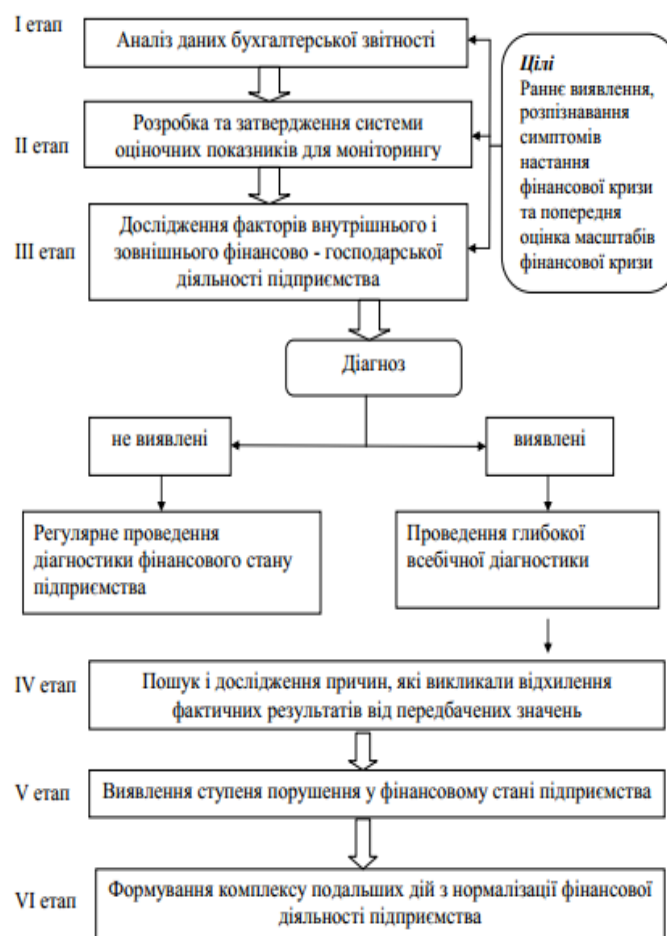 I етап
Аналіз даних бухгалтерської звітності
Цілі
Раннє виявлення,
розпізнавання
симптомів
настання
фінансової кризи
та попередня
оцінка масштабів
фінансової кризи
II етап
Розробка та затвердження системи
оціночних показників для моніторингу
III етап
Дослідження факторів внутрішнього і
зовнішнього фінансово - господарської
діяльності підприємства
Діагноз
не виявлені
виявлені
Регулярне проведення
діагностики фінансового стану
підприємства
Проведення глибокої
всебічної діагностики
IV етап
Пошук і дослідження причин, які викликали відхилення
фактичних результатів від передбачених значень
V етап
Виявлення ступеня порушення у фінансовому стані підприємства
VI етап
Формування комплексу подальших дій з нормалізації фінансової
діяльності підприємства